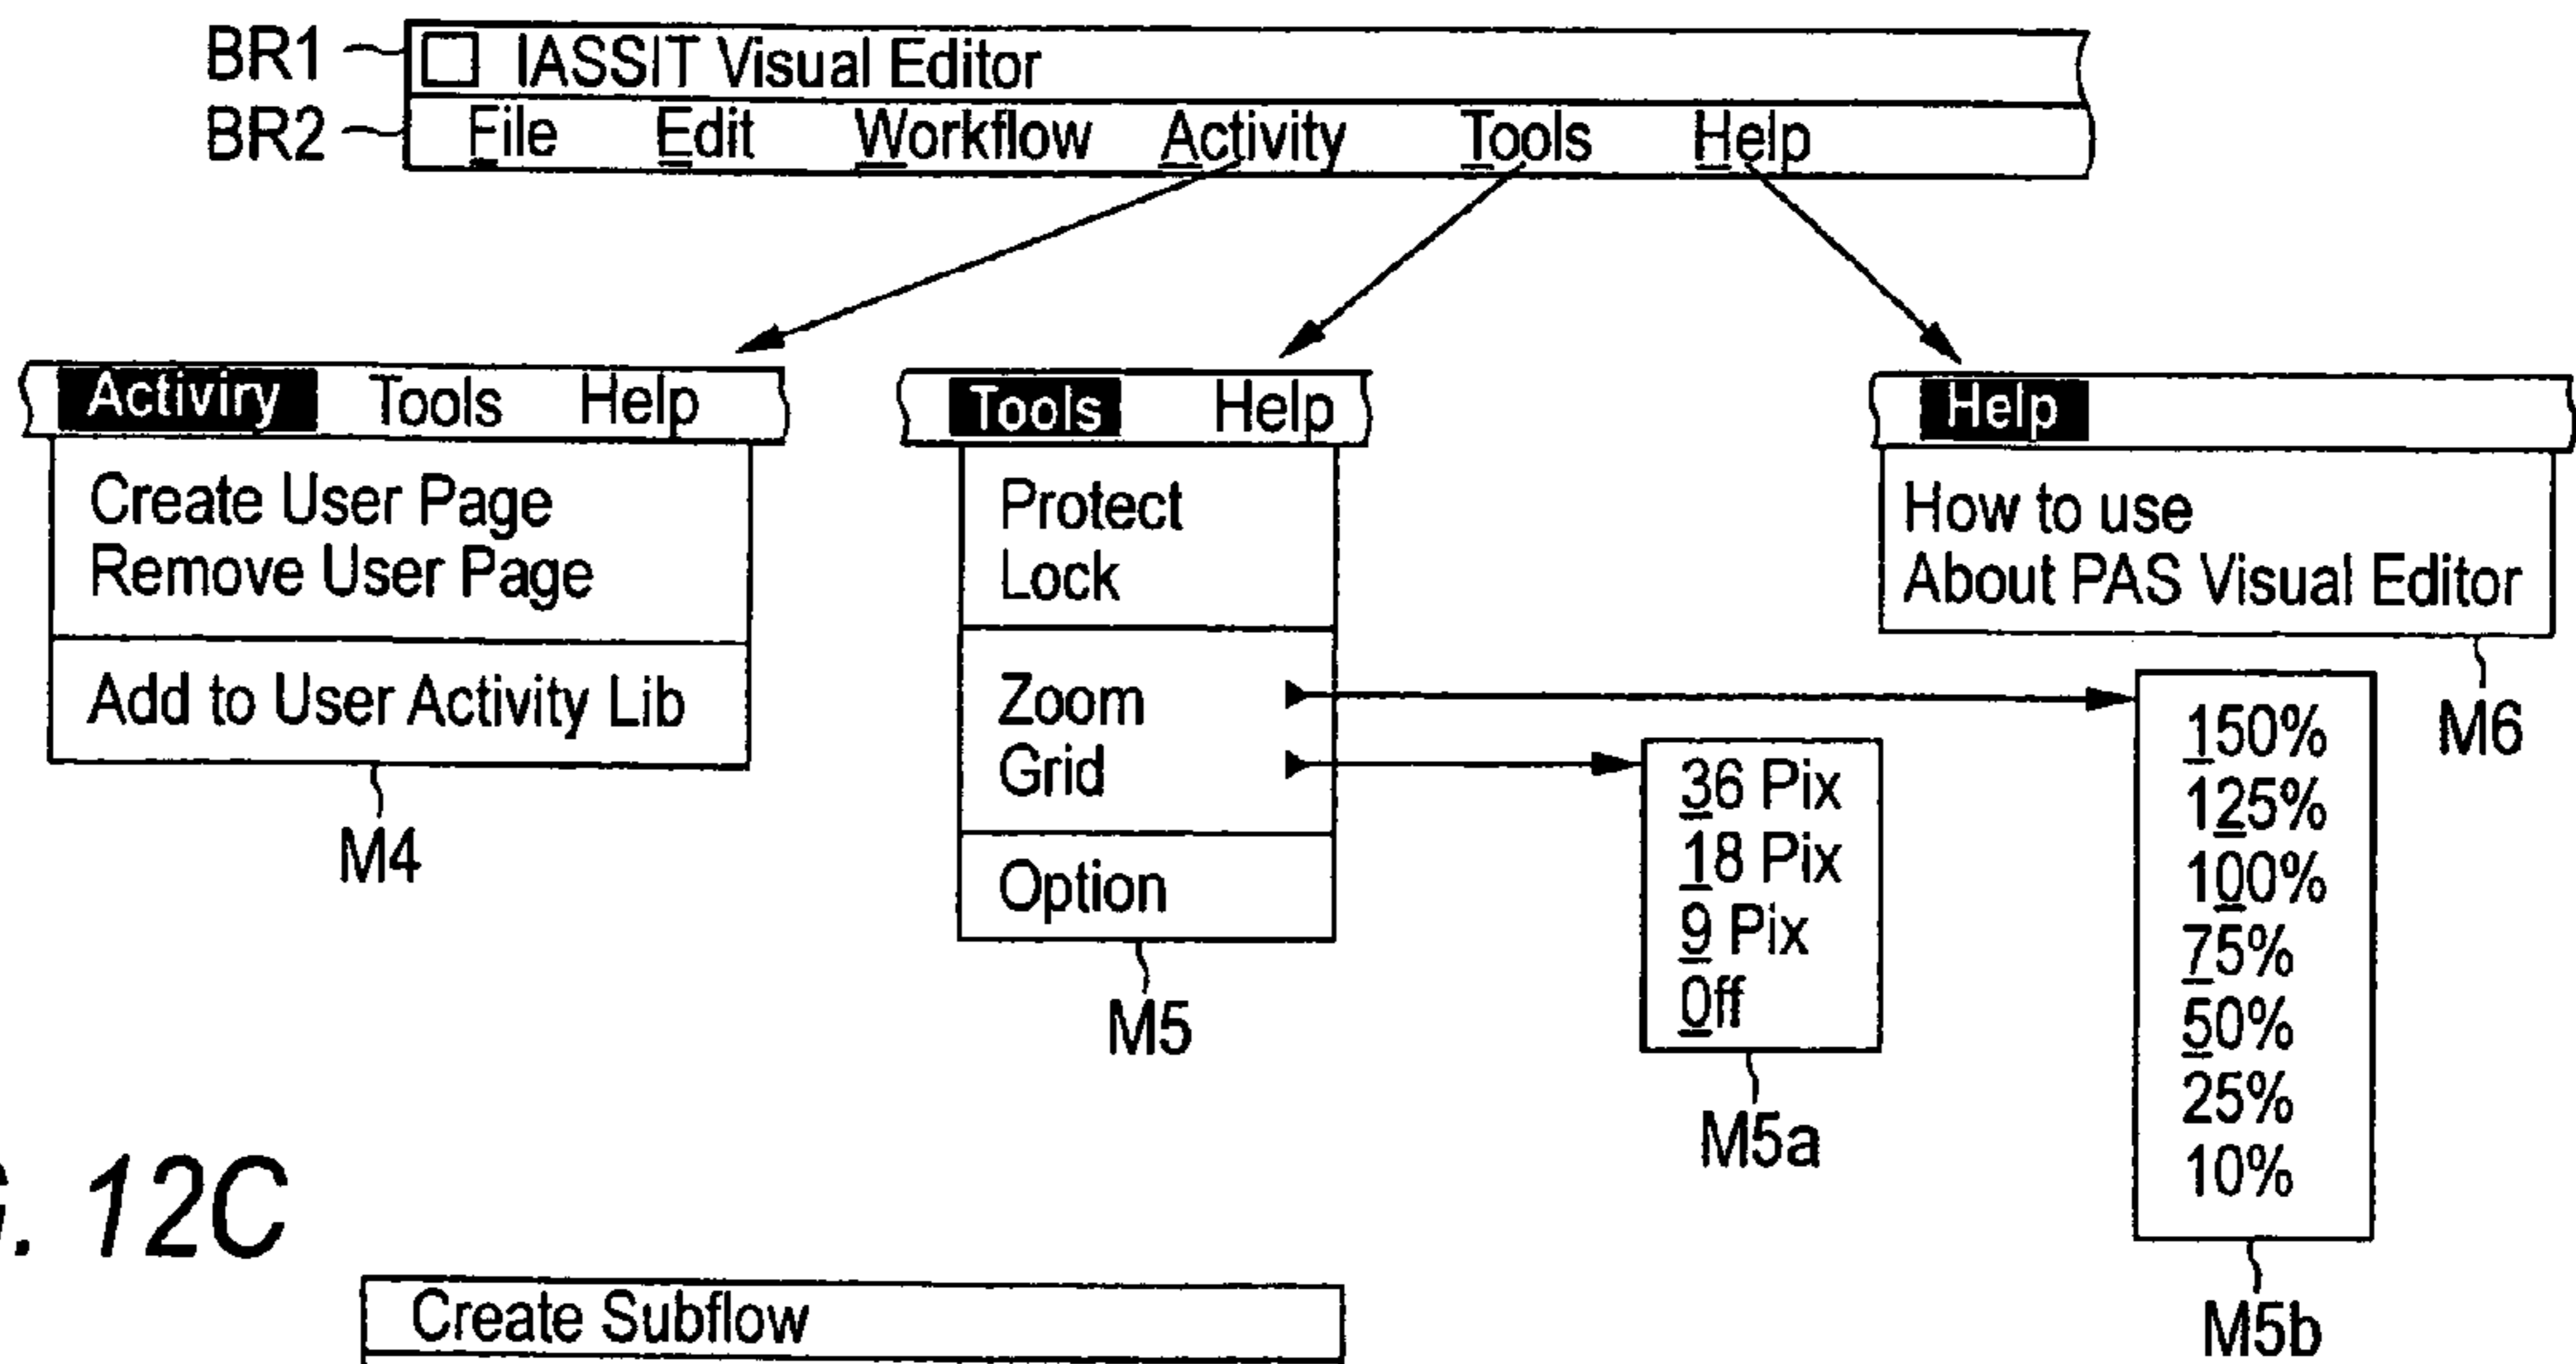 BR1
IASSIT Visual Editor
BR2
File Edit Workflow Activity Tools Help
Activiry Tools Help
Create User Page
Remove User Page
Add to User Activity Lib
M4
Tools Help
Protect
Lock
Zoom
Grid
Option
M5
Help
How to use
About PAS Visual Editor
M6
36 Pix
18 Pix
9 Pix
Off
M5a
150%
125%
100%
75%
50%
25%
10%
M5b
G. 12C
Create Subflow